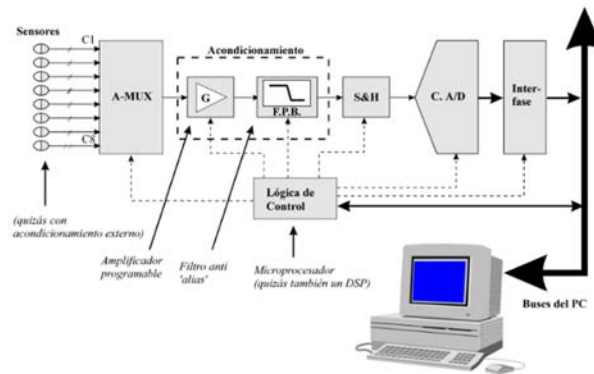 Sensores
C1
C8
A-MUX
Acondicionamiento
G
F.P.B.
S&H
C. A/D
Inter-
fase
Lógica de
Control
(quizás con
acondicionamiento externo)
Amplificador
programable
Filtro anti
'alias'
Microprocesador
(quizás también un DSP)
Buses del PC